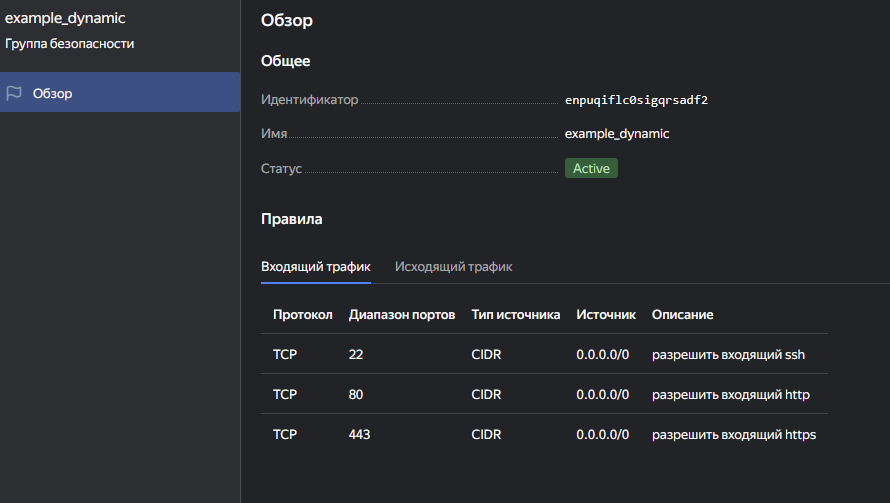 example_dynamic
Группа безопасности
Обзор
Обзор
Общее
Идентификатор enpuqiflc0sigqrsadf2
Имя example_dynamic
Статус Active
Правила
Входящий трафик Исходящий трафик
Протокол Диапазон портов Тип источника Источник Описание
TCP 22 CIDR 0.0.0.0/0 разрешить входящий ssh
TCP 80 CIDR 0.0.0.0/0 разрешить входящий http
TCP 443 CIDR 0.0.0.0/0 разрешить входящий https